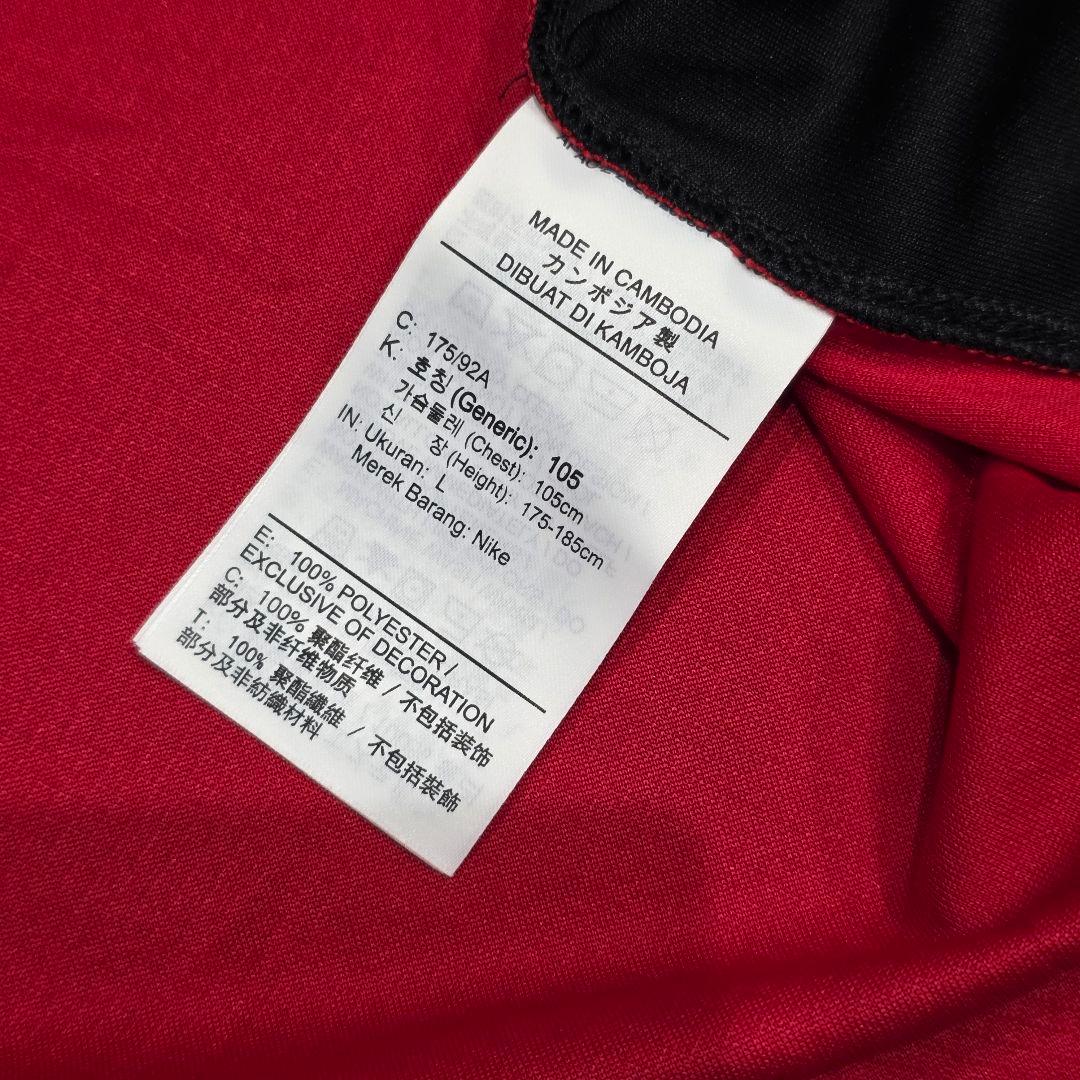 MADE IN CAMBODIA
カンボジア製
DIBUAT DI KAMBOJA
C: 175/92A
K: 호칭 (Generic): 105
가슴둘레 (Chest): 105cm
신 장 (Height): 175-185cm
IN: Ukuran: L
Merek Barang: Nike
E: 100% POLYESTER /
EXCLUSIVE OF DECORATION
C: 100% 聚酯纤维 / 不包括装饰
部分及非纤维物质
T: 100% 聚酯纖維 / 不包括裝飾
部分及非紡織材料